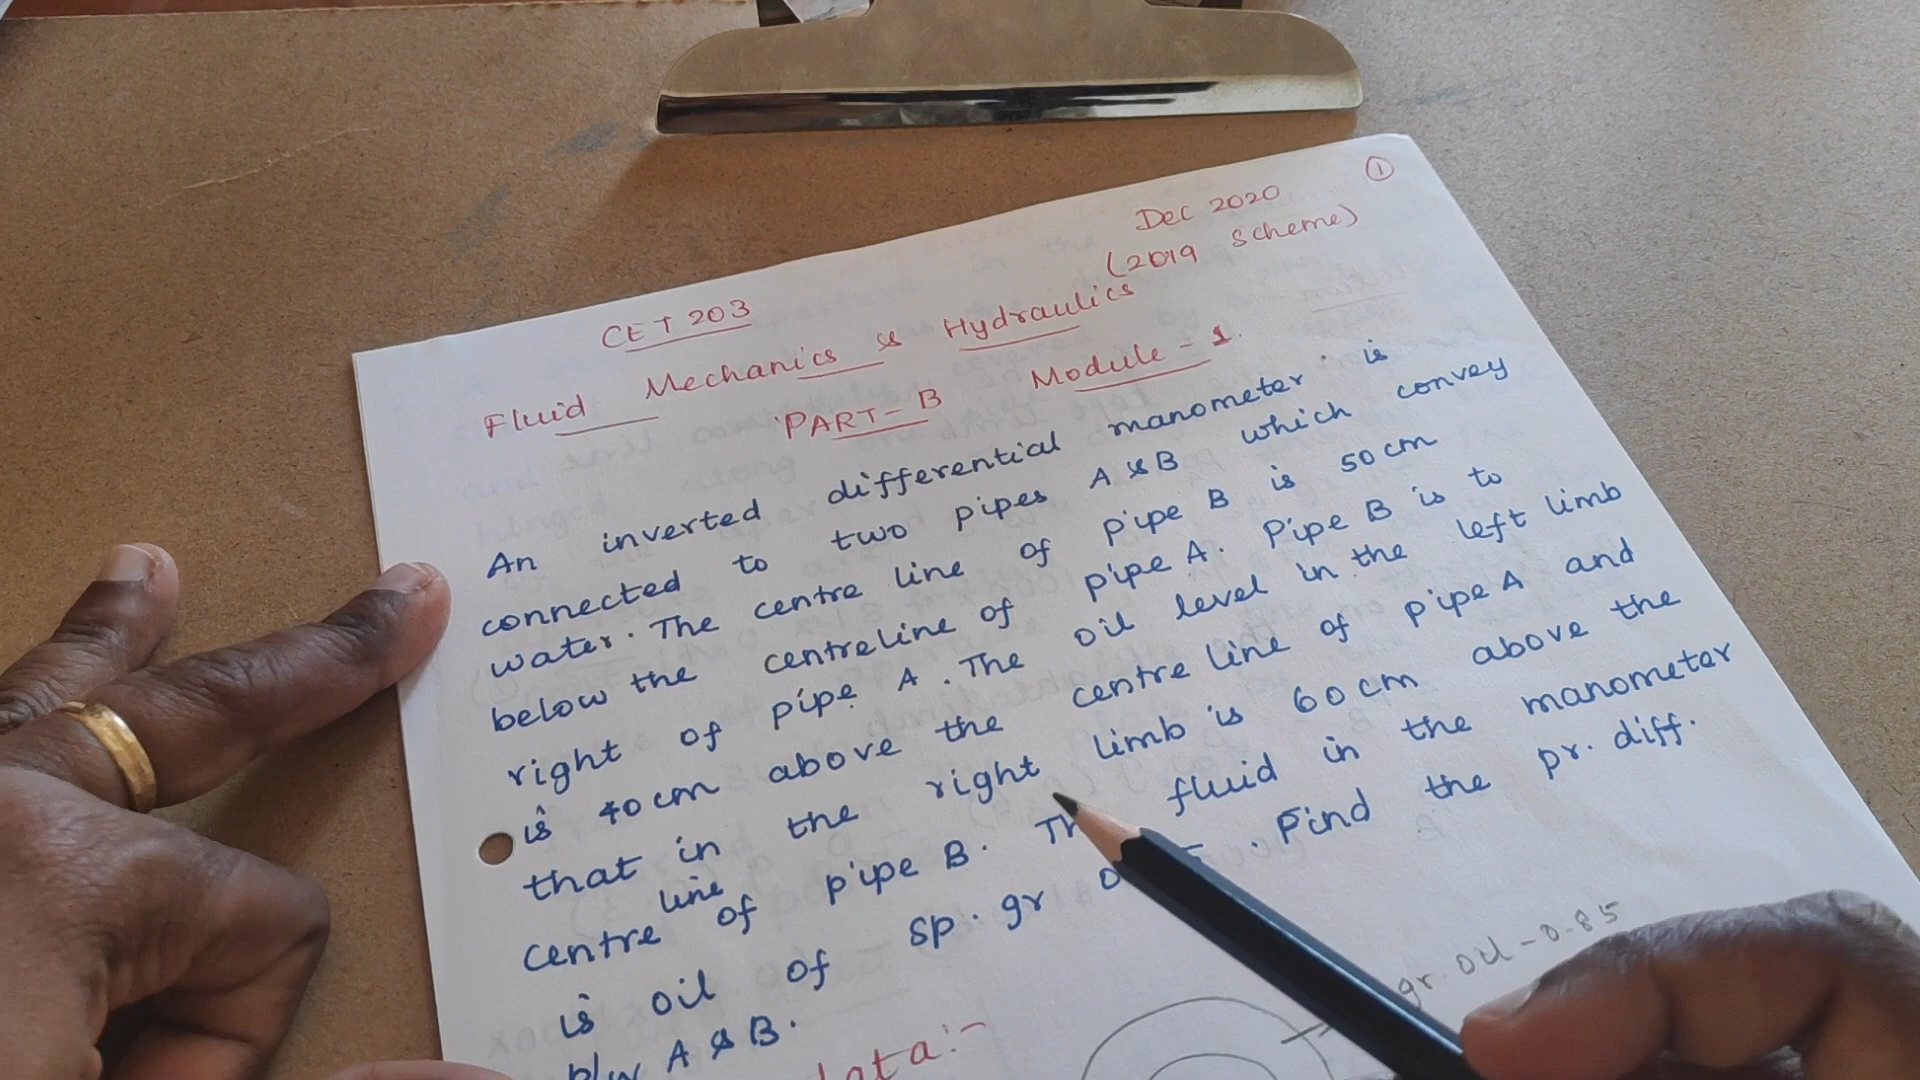 ①
Dec 2020
(2019 Scheme)
CET 203
Fluid Mechanics & Hydraulics
PART-B Module - 1.
An inverted differential manometer is
connected to two pipes A & B which convey
water. The centre line of pipe B is 50 cm
below the centreline of pipe A. Pipe B is to
right of pipe A. The oil level in the left limb
is 40 cm above the centre line of pipe A and
that in the right limb is 60 cm above the
centre line of pipe B. The fluid in the manometer
is oil of sp. gr . Find the pr. diff.
b/w A & B.
data:-
gr. oil - 0.85